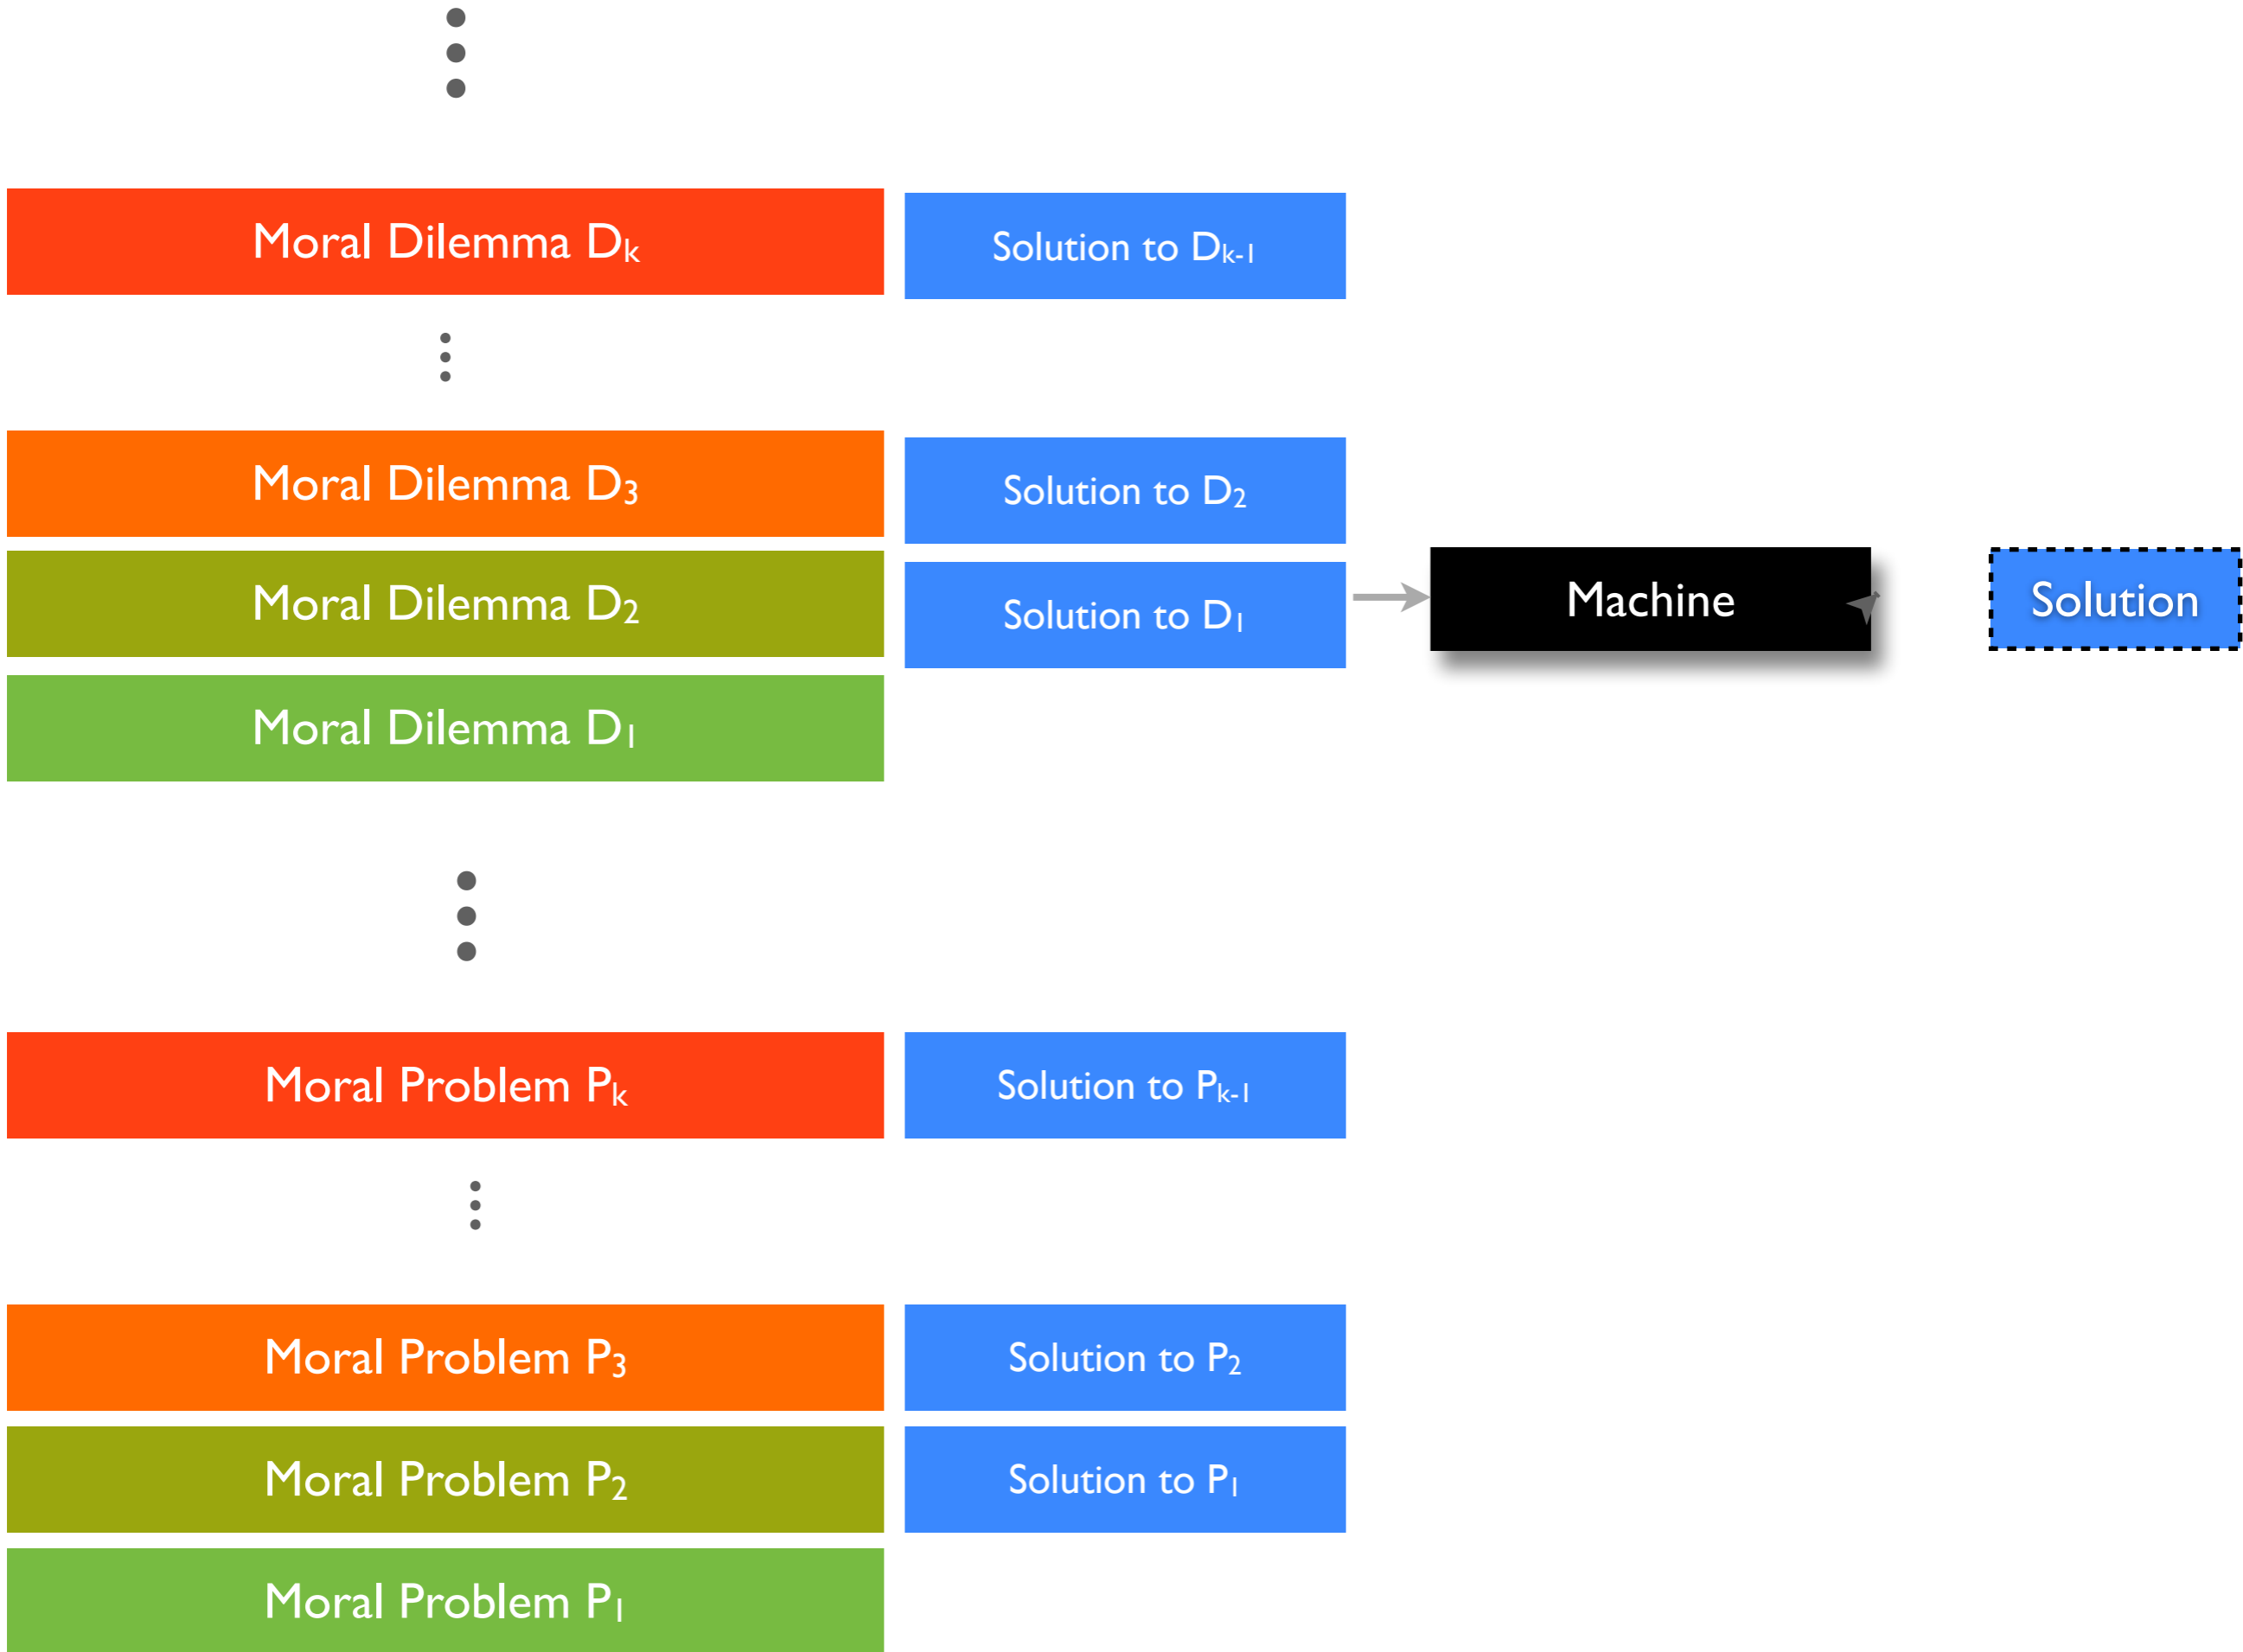 Moral Dilemma Dk
Solution to Dk-1
Moral Dilemma D3
Solution to D2
Moral Dilemma D2
Solution to D1
Machine
Solution
Moral Dilemma D1
Moral Problem Pk
Solution to Pk-1
Moral Problem P3
Solution to P2
Moral Problem P2
Solution to P1
Moral Problem P1